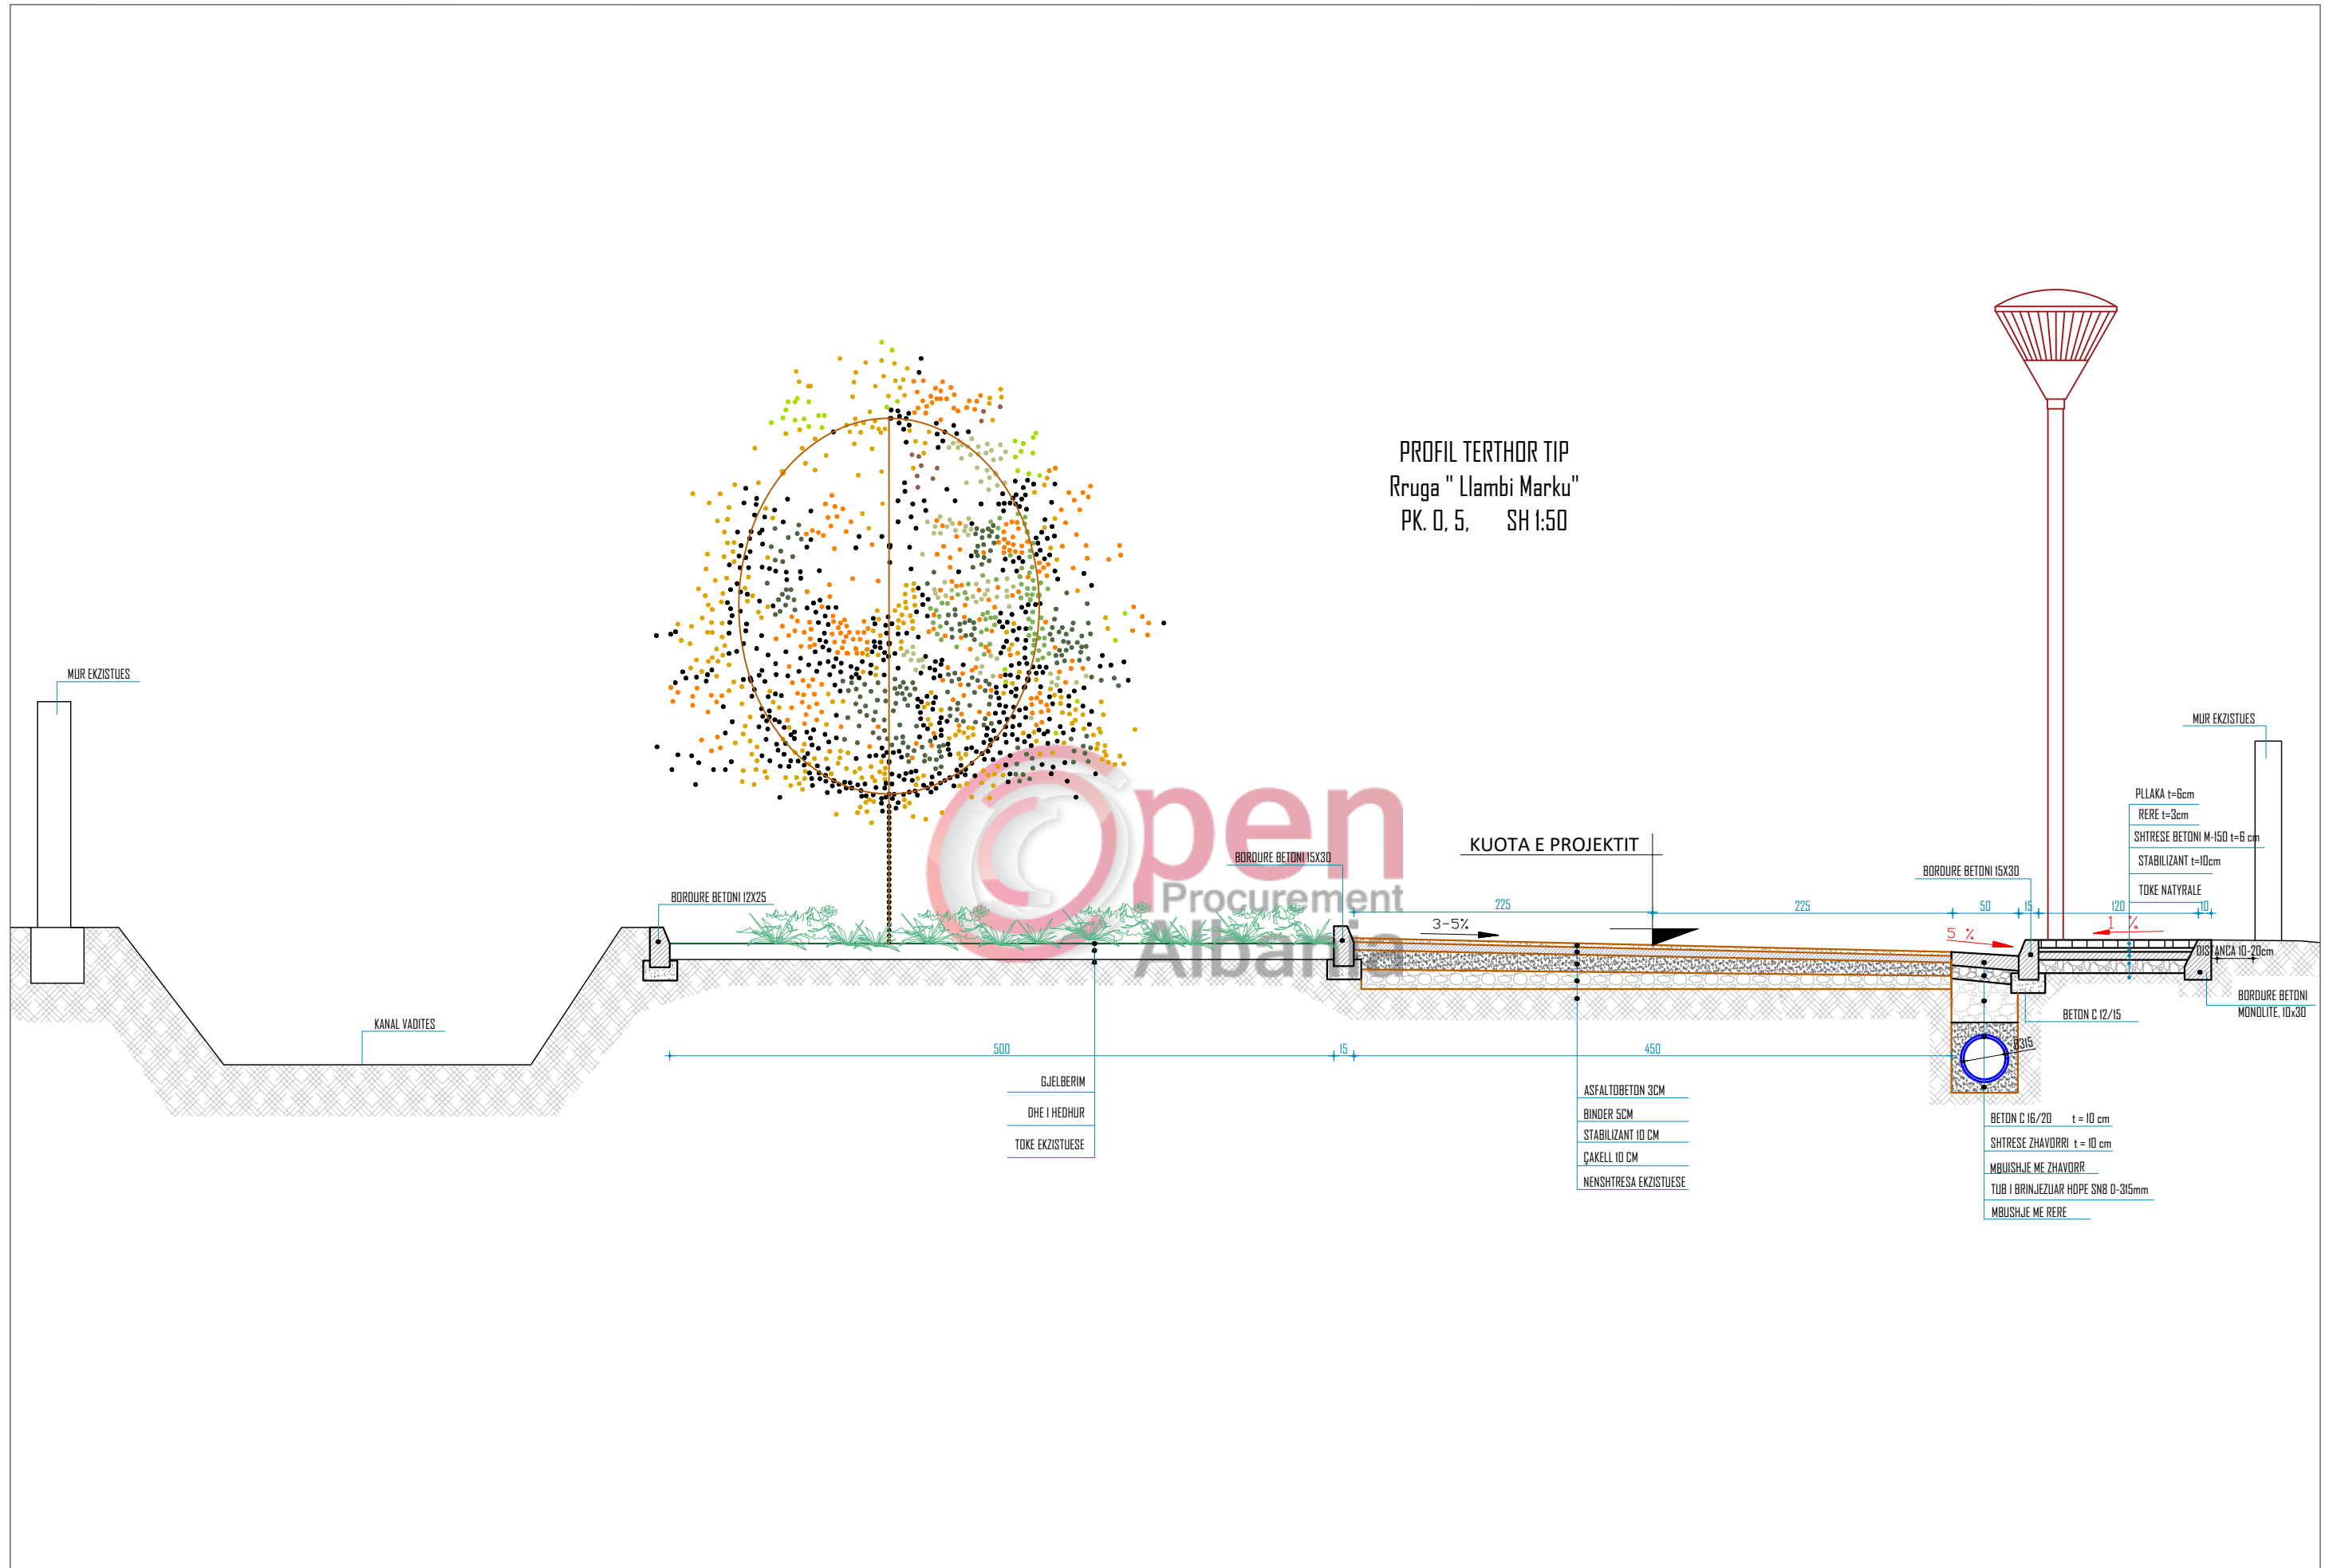 PROFIL TERTHOR TIP
Rruga " Llambi Marku"
PK. 0, 5, SH 1:50
MUR EKZISTUES
MUR EKZISTUES
PLLAKA t=6cm
RERE t=3cm
SHTRESE BETONI M-150 t=6 cm
STABILIZANT t=10cm
TOKE NATYRALE
KUOTA E PROJEKTIT
BORDURE BETONI 15X30
BORDURE BETONI 15X30
BORDURE BETONI 12X25
Open
Procurement
Albania
225
225
50
15
120
10
3-5%
5 %
1 %
DISTANCA 10-20cm
BORDURE BETONI
MONOLITE, 10x30
BETON C 12/15
KANAL VADITES
500
15
450
Ø315
GJELBERIM
DHE I HEDHUR
TOKE EKZISTUESE
ASFALTOBETON 3CM
BINDER 5CM
STABILIZANT 10 CM
ÇAKELL 10 CM
NENSHTRESA EKZISTUESE
BETON C 16/20 t = 10 cm
SHTRESE ZHAVORRI t = 10 cm
MBUISHJE ME ZHAVORR
TUB I BRINJEZUAR HDPE SN8 D-315mm
MBUSHJE ME RERE